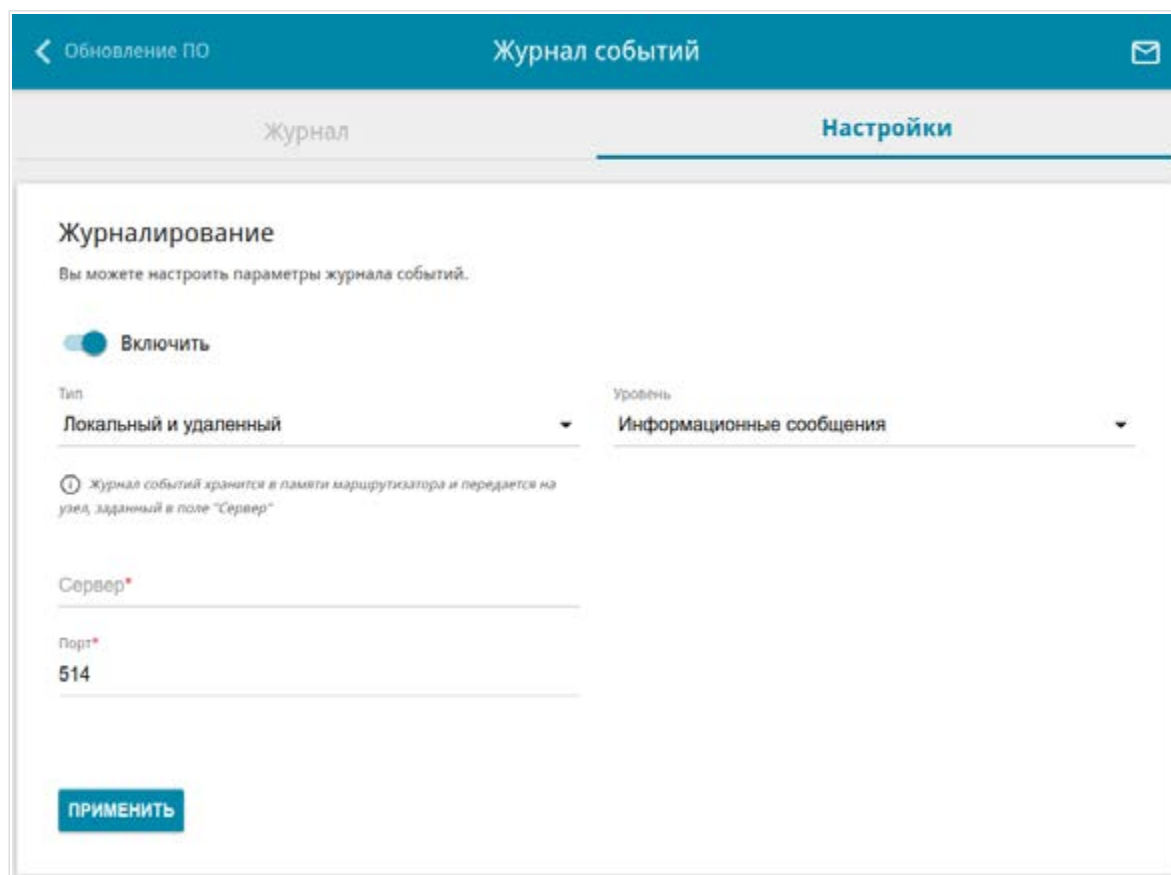 Обновление ПО
Журнал событий
Журнал
Настройки
Журналирование
Вы можете настроить параметры журнала событий.
Включить
Тип
Локальный и удаленный
Уровень
Информационные сообщения
Журнал событий хранится в памяти маршрутизатора и передается на
узел, заданный в поле "Сервер"
Сервер*
Порт*
514
ПРИМЕНИТЬ